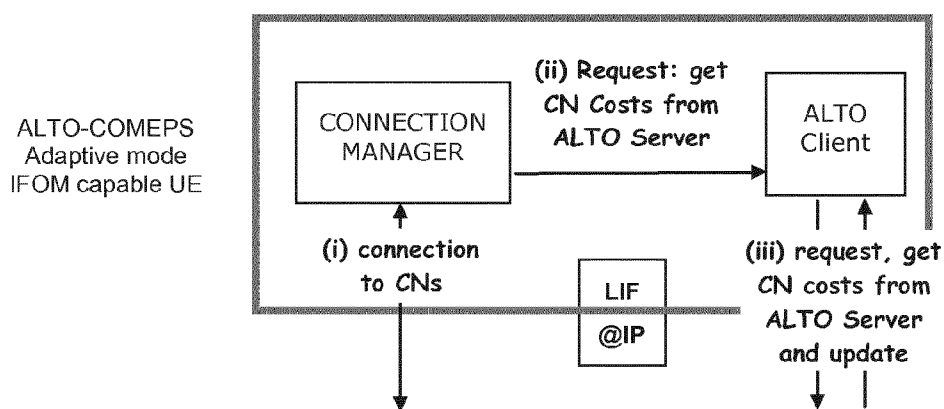 ALTO-COMEPS
Adaptive mode
IFOM capable UE
CONNECTION
MANAGER
(ii) Request: get
CN Costs from
ALTO Server
ALTO
Client
(i) connection
to CNs
LIF
@IP
(iii) request, get
CN costs from
ALTO Server
and update